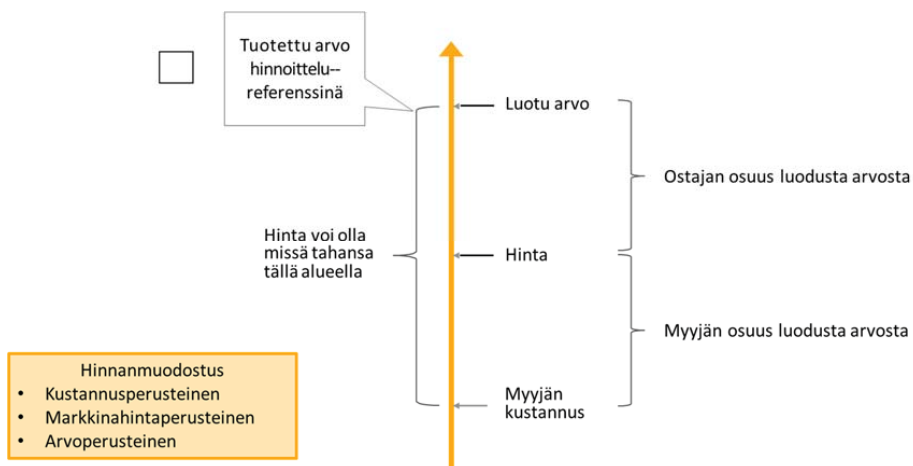 Tuotettu arvo
hinnoittelu--
referenssinä
Luotu arvo
Ostajan osuus luodusta arvosta
Hinta voi olla
missä tahansa
tällä alueella
Hinta
Myyjän osuus luodusta arvosta
Hinnanmuodostus
• Kustannusperusteinen
• Markkinahintaperusteinen
• Arvoperusteinen
Myyjän
kustannus